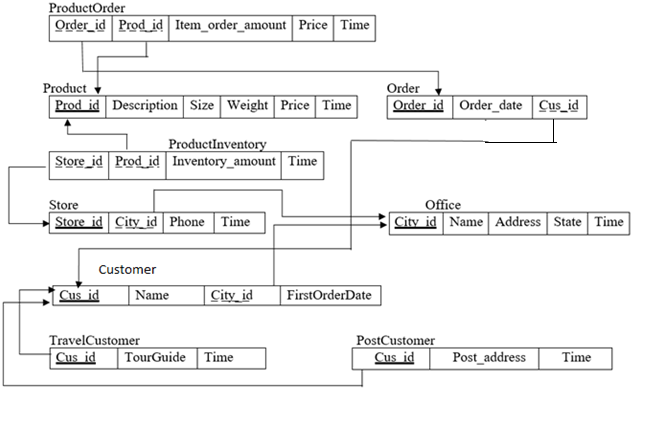 ProductOrder
Order_id Prod_id Item_order_amount Price Time
Product Order
Prod_id Description Size Weight Price Time Order_id Order_date Cus_id
ProductInventory
Store_id Prod_id Inventory_amount Time
Store Office
Store_id City_id Phone Time City_id Name Address State Time
Customer
Cus_id Name City_id FirstOrderDate
TravelCustomer PostCustomer
Cus_id TourGuide Time Cus_id Post_address Time